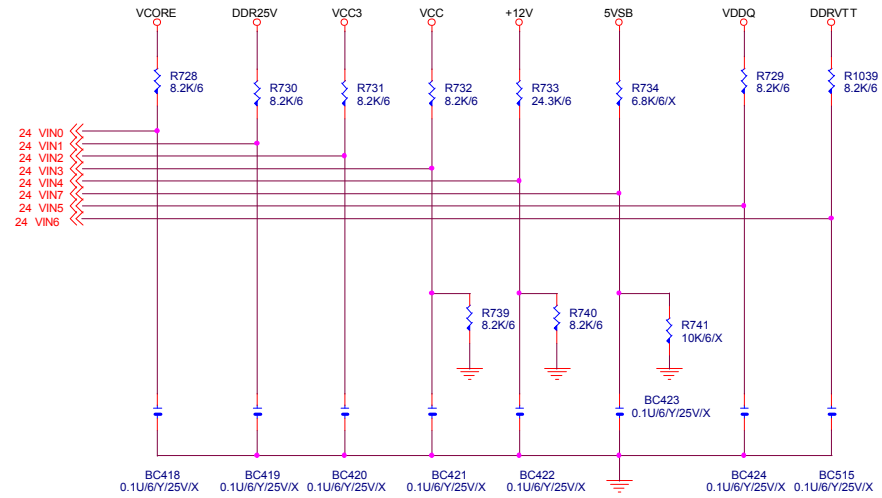 VCORE DDR25V VCC3 VCC +12V 5VSB VDDQ DDRVTT
R728
8.2K/6
R730
8.2K/6
R731
8.2K/6
R732
8.2K/6
R733
24.3K/6
R734
6.8K/6/X
R729
8.2K/6
R1039
8.2K/6
24 VIN0
24 VIN1
24 VIN2
24 VIN3
24 VIN4
24 VIN7
24 VIN5
24 VIN6
R739
8.2K/6
R740
8.2K/6
R741
10K/6/X
BC423
0.1U/6/Y/25V/X
BC418
0.1U/6/Y/25V/X
BC419
0.1U/6/Y/25V/X
BC420
0.1U/6/Y/25V/X
BC421
0.1U/6/Y/25V/X
BC422
0.1U/6/Y/25V/X
BC424
0.1U/6/Y/25V/X
BC515
0.1U/6/Y/25V/X